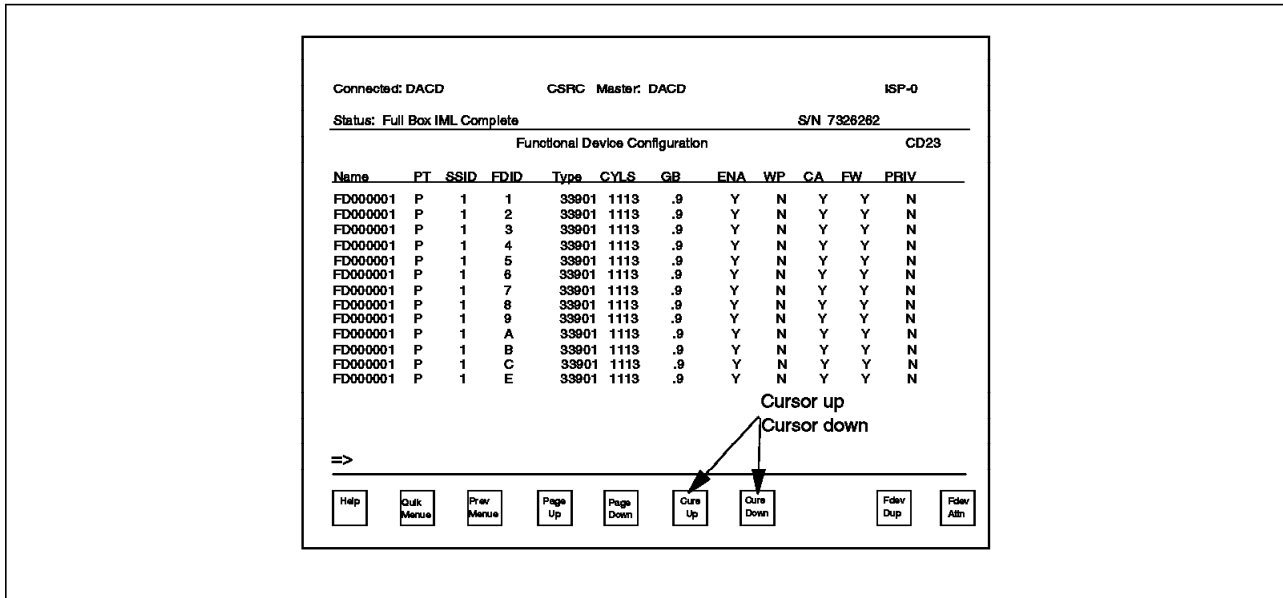 Connected: DACD CSRC Master: DACD ISP-0
Status: Full Box IML Complete S/N 7326262
Functional Device Configuration CD23
Name PT SSID FDID Type CYLS GB ENA WP CA FW PRIV
FD000001 P 1 1 33901 1113 .9 Y N Y Y N
FD000001 P 1 2 33901 1113 .9 Y N Y Y N
FD000001 P 1 3 33901 1113 .9 Y N Y Y N
FD000001 P 1 4 33901 1113 .9 Y N Y Y N
FD000001 P 1 5 33901 1113 .9 Y N Y Y N
FD000001 P 1 6 33901 1113 .9 Y N Y Y N
FD000001 P 1 7 33901 1113 .9 Y N Y Y N
FD000001 P 1 8 33901 1113 .9 Y N Y Y N
FD000001 P 1 9 33901 1113 .9 Y N Y Y N
FD000001 P 1 A 33901 1113 .9 Y N Y Y N
FD000001 P 1 B 33901 1113 .9 Y N Y Y N
FD000001 P 1 C 33901 1113 .9 Y N Y Y N
FD000001 P 1 E 33901 1113 .9 Y N Y Y N
Cursor up
Cursor down
=>
Help
Quik
Menue
Prev
Menue
Page
Up
Page
Down
Curs
Up
Curs
Down
Fdev
Dup
Fdev
Attn